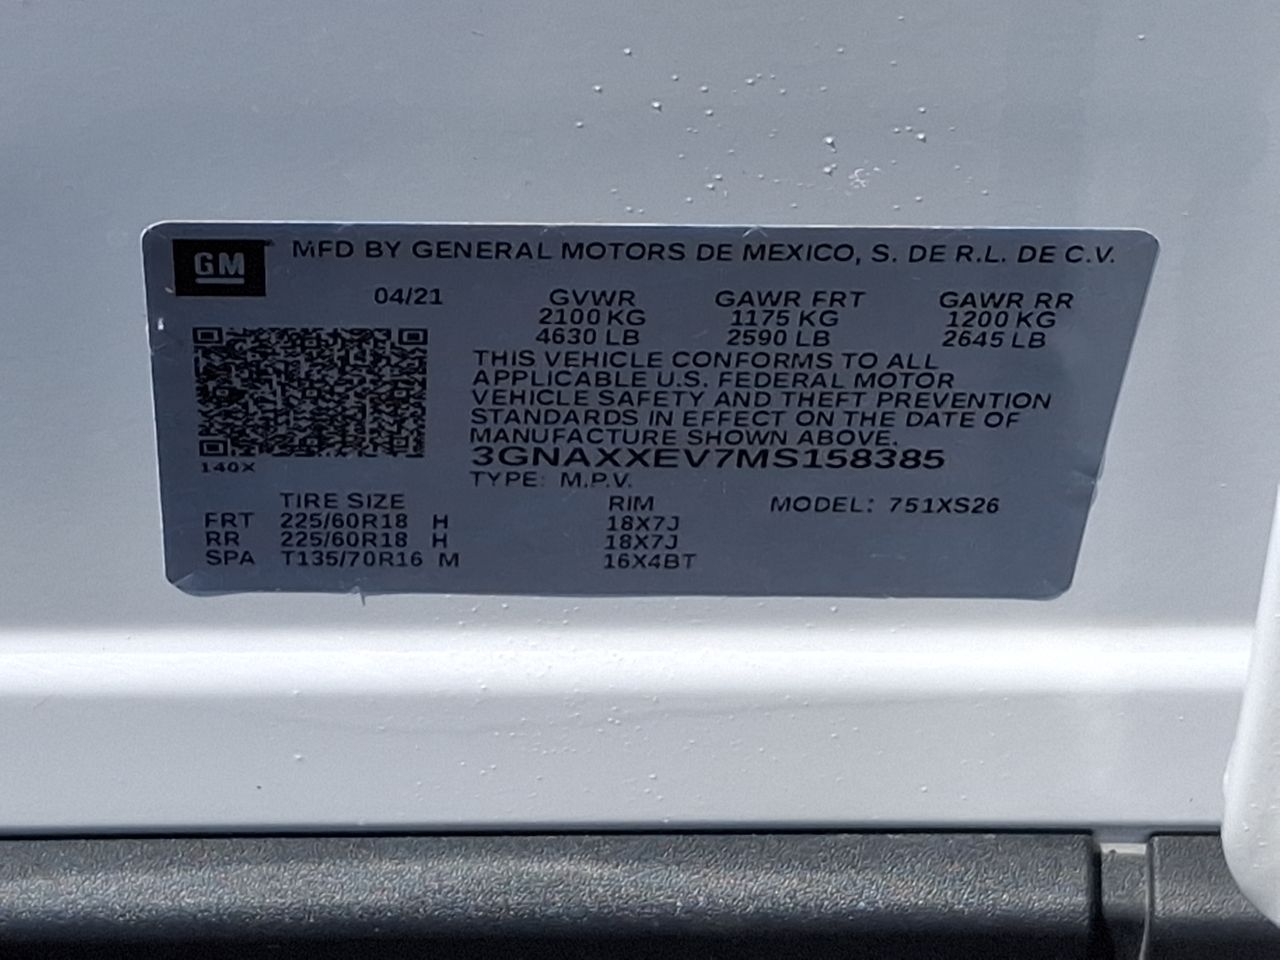 GM MFD BY GENERAL MOTORS DE MEXICO, S. DE R.L. DE C.V.
04/21 GVWR GAWR FRT GAWR RR
2100 KG 1175 KG 1200 KG
4630 LB 2590 LB 2645 LB
THIS VEHICLE CONFORMS TO ALL
APPLICABLE U.S. FEDERAL MOTOR
VEHICLE SAFETY AND THEFT PREVENTION
STANDARDS IN EFFECT ON THE DATE OF
MANUFACTURE SHOWN ABOVE.
3GNAXXEV7MS158385
140X
TYPE: M.P.V.
TIRE SIZE RIM MODEL: 751XS26
FRT 225/60R18 H 18X7J
RR 225/60R18 H 18X7J
SPA T135/70R16 M 16X4BT